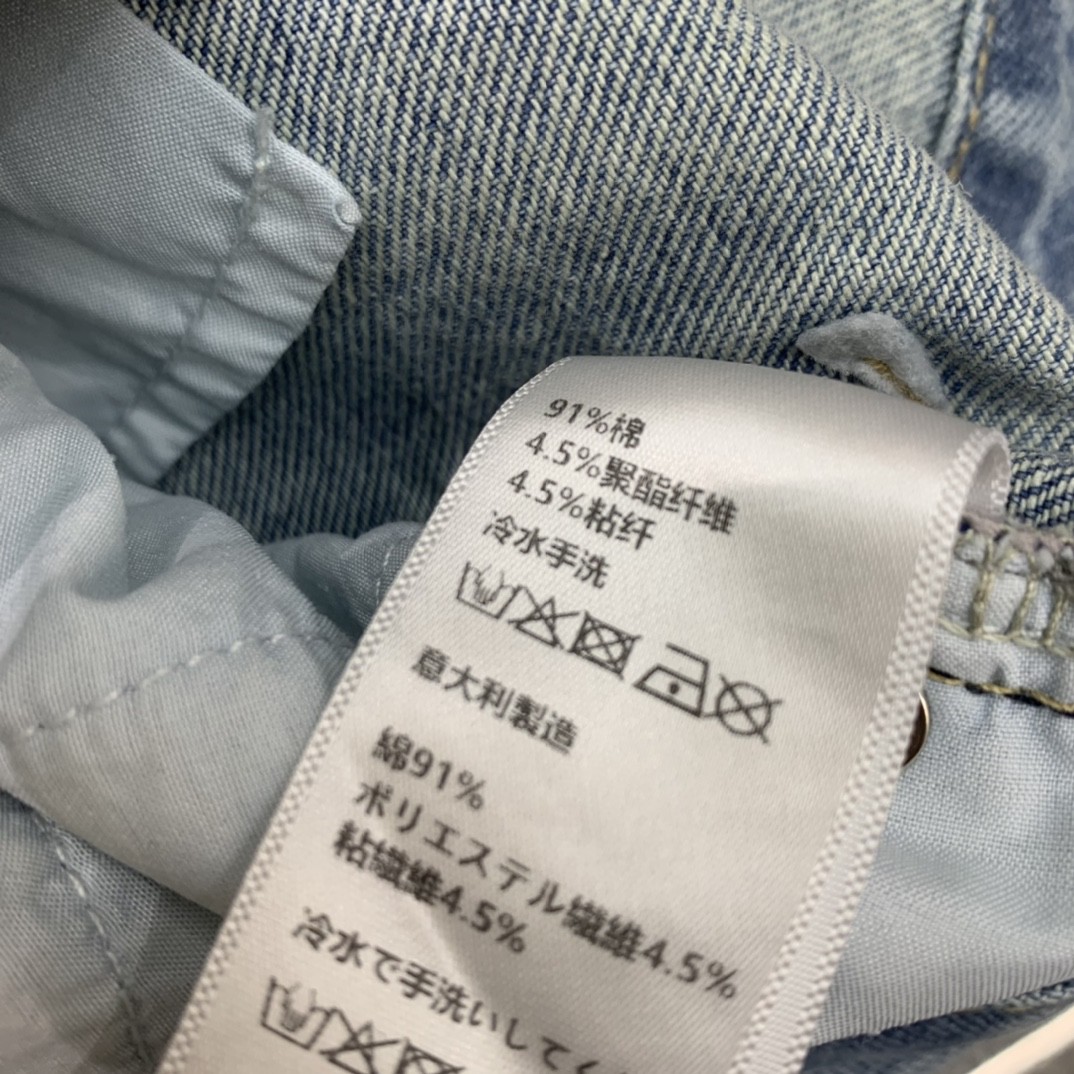 91%棉
4.5%聚酯纤维
4.5%粘纤
冷水手洗
意大利製造
綿91%
ポリエステル繊維4.5%
粘繊維4.5%
冷水で手洗いしてく